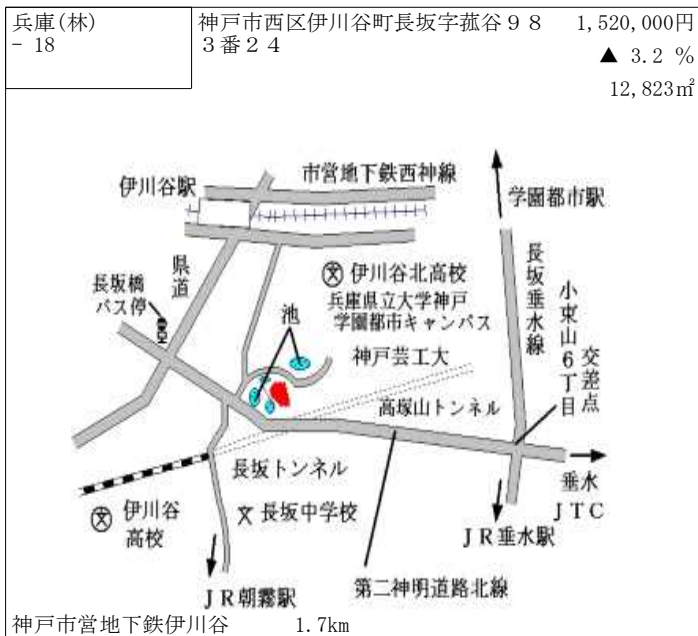 兵庫(林)
- 18
神戸市西区伊川谷町長坂字菰谷９８
３番２４
1,520,000円
▲ 3.2 %
12,823㎡
伊川谷駅
市営地下鉄西神線
学園都市駅
県道
長坂橋
バス停
池
伊川谷北高校
兵庫県立大学神戸
学園都市キャンパス
神戸芸工大
長坂垂水線
小束山６丁目
交差点
高塚山トンネル
長坂トンネル
垂水
ＪＴＣ
伊川谷
高校
長坂中学校
ＪＲ垂水駅
ＪＲ朝霧駅
第二神明道路北線
神戸市営地下鉄伊川谷
1.7km